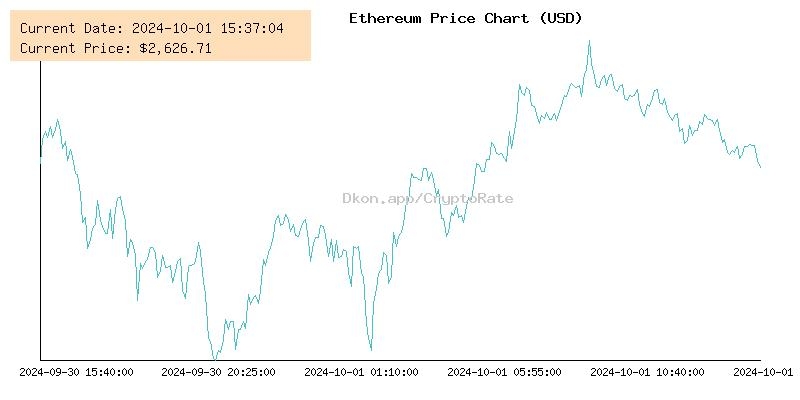 Ethereum Price Chart (USD)
Current Date: 2024-10-01 15:37:04
Current Price: $2,626.71
Dkon.app/CryptoRate
2024-09-30 15:40:00 2024-09-30 20:25:00 2024-10-01 01:10:00 2024-10-01 05:55:00 2024-10-01 10:40:00 2024-10-01